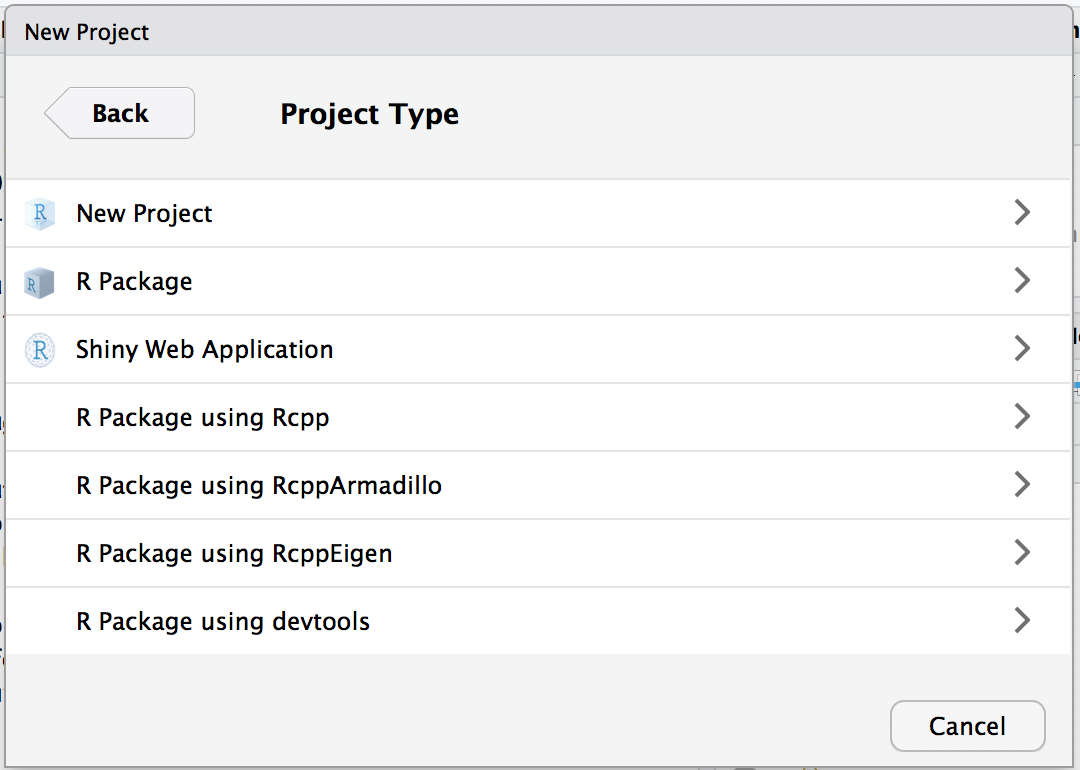 New Project
Back
Project Type
R New Project
R R Package
R Shiny Web Application
R Package using Rcpp
R Package using RcppArmadillo
R Package using RcppEigen
R Package using devtools
Cancel